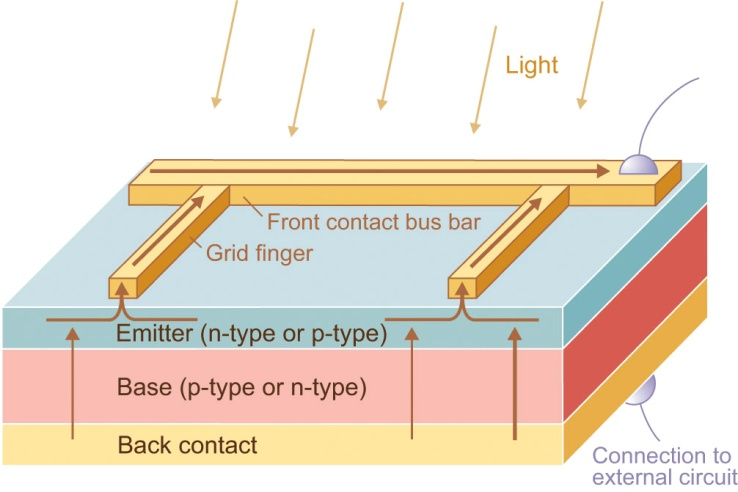 Light
Front contact bus bar
Grid finger
Emitter (n-type or p-type)
Base (p-type or n-type)
Back contact
Connection to
external circuit